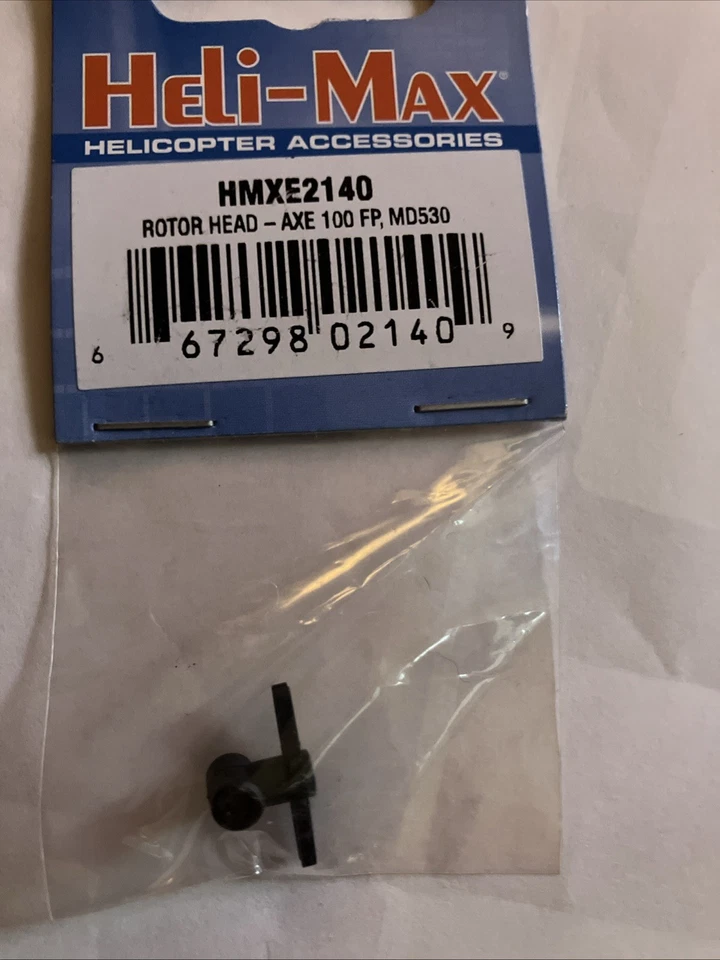 HELI-MAX®
HELICOPTER ACCESSORIES
HMXE2140
ROTOR HEAD – AXE 100 FP, MD530
6 67298 02140 9